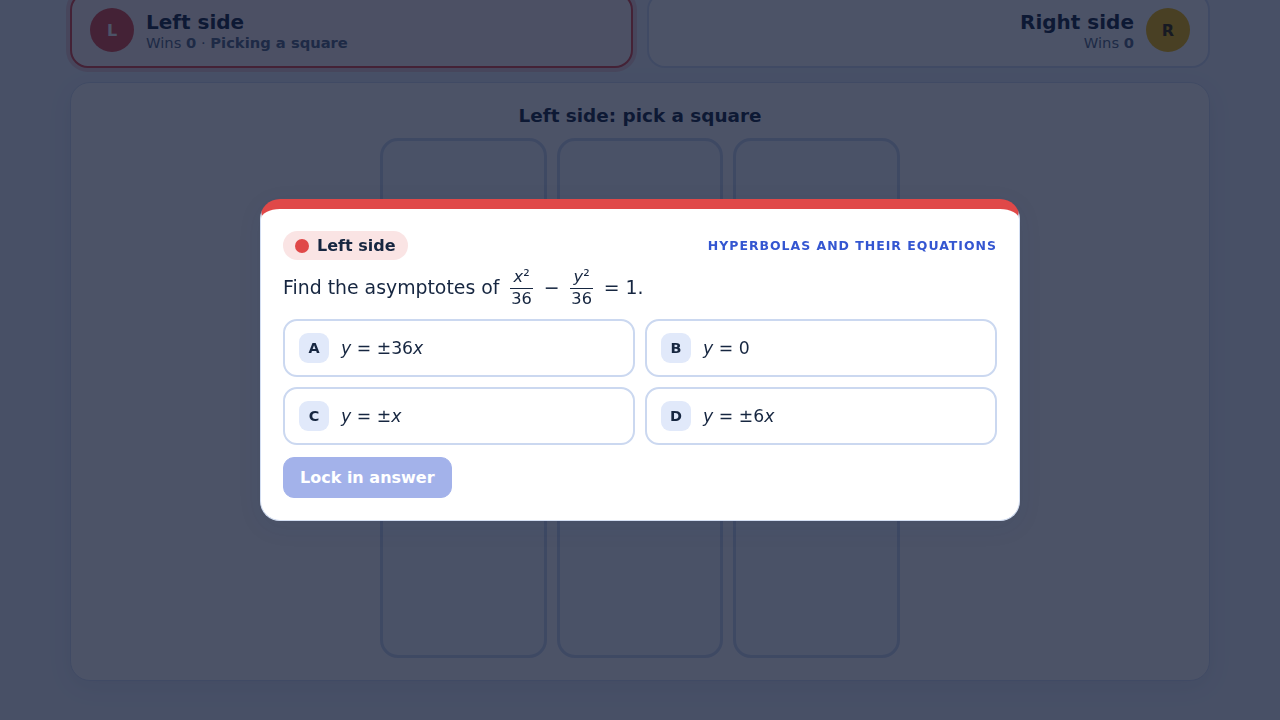 L
Left side
Wins 0 · Picking a square
Right side
Wins 0
R
Left side: pick a square
Left side
HYPERBOLAS AND THEIR EQUATIONS
Find the asymptotes of x²/36 − y²/36 = 1.
A y = ±36x
B y = 0
C y = ±x
D y = ±6x
Lock in answer